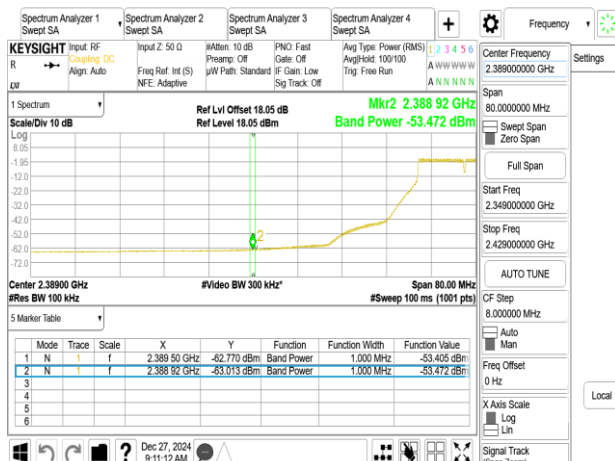 Spectrum Analyzer 1
Swept SA
Spectrum Analyzer 2
Swept SA
Spectrum Analyzer 3
Swept SA
Spectrum Analyzer 4
Swept SA
+
Frequency
KEYSIGHT
R
Input: RF
Coupling: DC
Align: Auto
Input Z: 50 Ω
Freq Ref: Int (S)
NFE: Adaptive
#Atten: 10 dB
Preamp: Off
µW Path: Standard
PNO: Fast
Gate: Off
IF Gain: Low
Sig Track: Off
Avg Type: Power (RMS)
Avg|Hold: 100/100
Trig: Free Run
1 2 3 4 5 6
A W W W W W
A N N N N N
1 Spectrum
Scale/Div 10 dB
Ref Lvl Offset 18.05 dB
Ref Level 18.05 dBm
Mkr2 2.388 92 GHz
Band Power -53.472 dBm
Log
8.05
-1.95
-12.0
-22.0
-32.0
-42.0
-52.0
-62.0
-72.0
2
Center 2.38900 GHz
#Res BW 100 kHz
#Video BW 300 kHz*
Span 80.00 MHz
#Sweep 100 ms (1001 pts)
5 Marker Table
Mode Trace Scale X Y Function Function Width Function Value
1 N 1 f 2.389 50 GHz -62.770 dBm Band Power 1.000 MHz -53.405 dBm
2 N 1 f 2.388 92 GHz -63.013 dBm Band Power 1.000 MHz -53.472 dBm
3
4
5
6
Dec 27, 2024
9:11:12 AM
Center Frequency
2.389000000 GHz
Span
80.0000000 MHz
Swept Span
Zero Span
Full Span
Start Freq
2.349000000 GHz
Stop Freq
2.429000000 GHz
AUTO TUNE
CF Step
8.000000 MHz
Auto
Man
Freq Offset
0 Hz
X Axis Scale
Log
Lin
Signal Track
Settings
Local